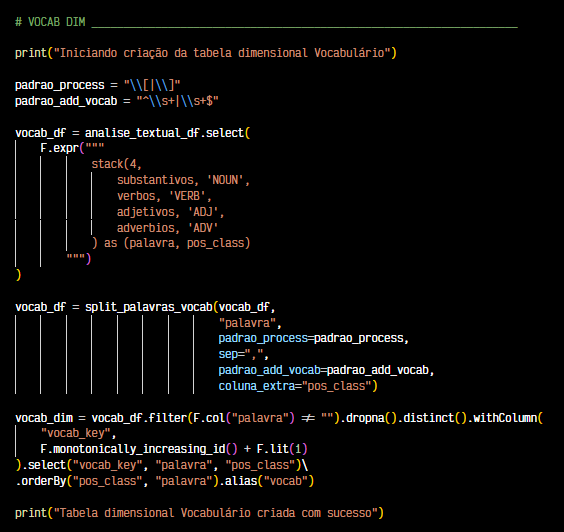 # VOCAB DIM ___________________________________________________________________
print("Iniciando criação da tabela dimensional Vocabulário")
padrao_process = "\\[|\\]"
padrao_add_vocab = "^\\s+|\\s+$"
vocab_df = analise_textual_df.select(
    F.expr("""
            stack(4,
                substantivos, 'NOUN',
                verbos, 'VERB',
                adjetivos, 'ADJ',
                adverbios, 'ADV'
            ) as (palavra, pos_class)
        """)
)
vocab_df = split_palavras_vocab(vocab_df,
                                "palavra",
                                padrao_process=padrao_process,
                                sep=",",
                                padrao_add_vocab=padrao_add_vocab,
                                coluna_extra="pos_class")
vocab_dim = vocab_df.filter(F.col("palavra") != "").dropna().distinct().withColumn(
    "vocab_key",
    F.monotonically_increasing_id() + F.lit(1)
).select("vocab_key", "palavra", "pos_class")\
.orderBy("pos_class", "palavra").alias("vocab")
print("Tabela dimensional Vocabulário criada com sucesso")